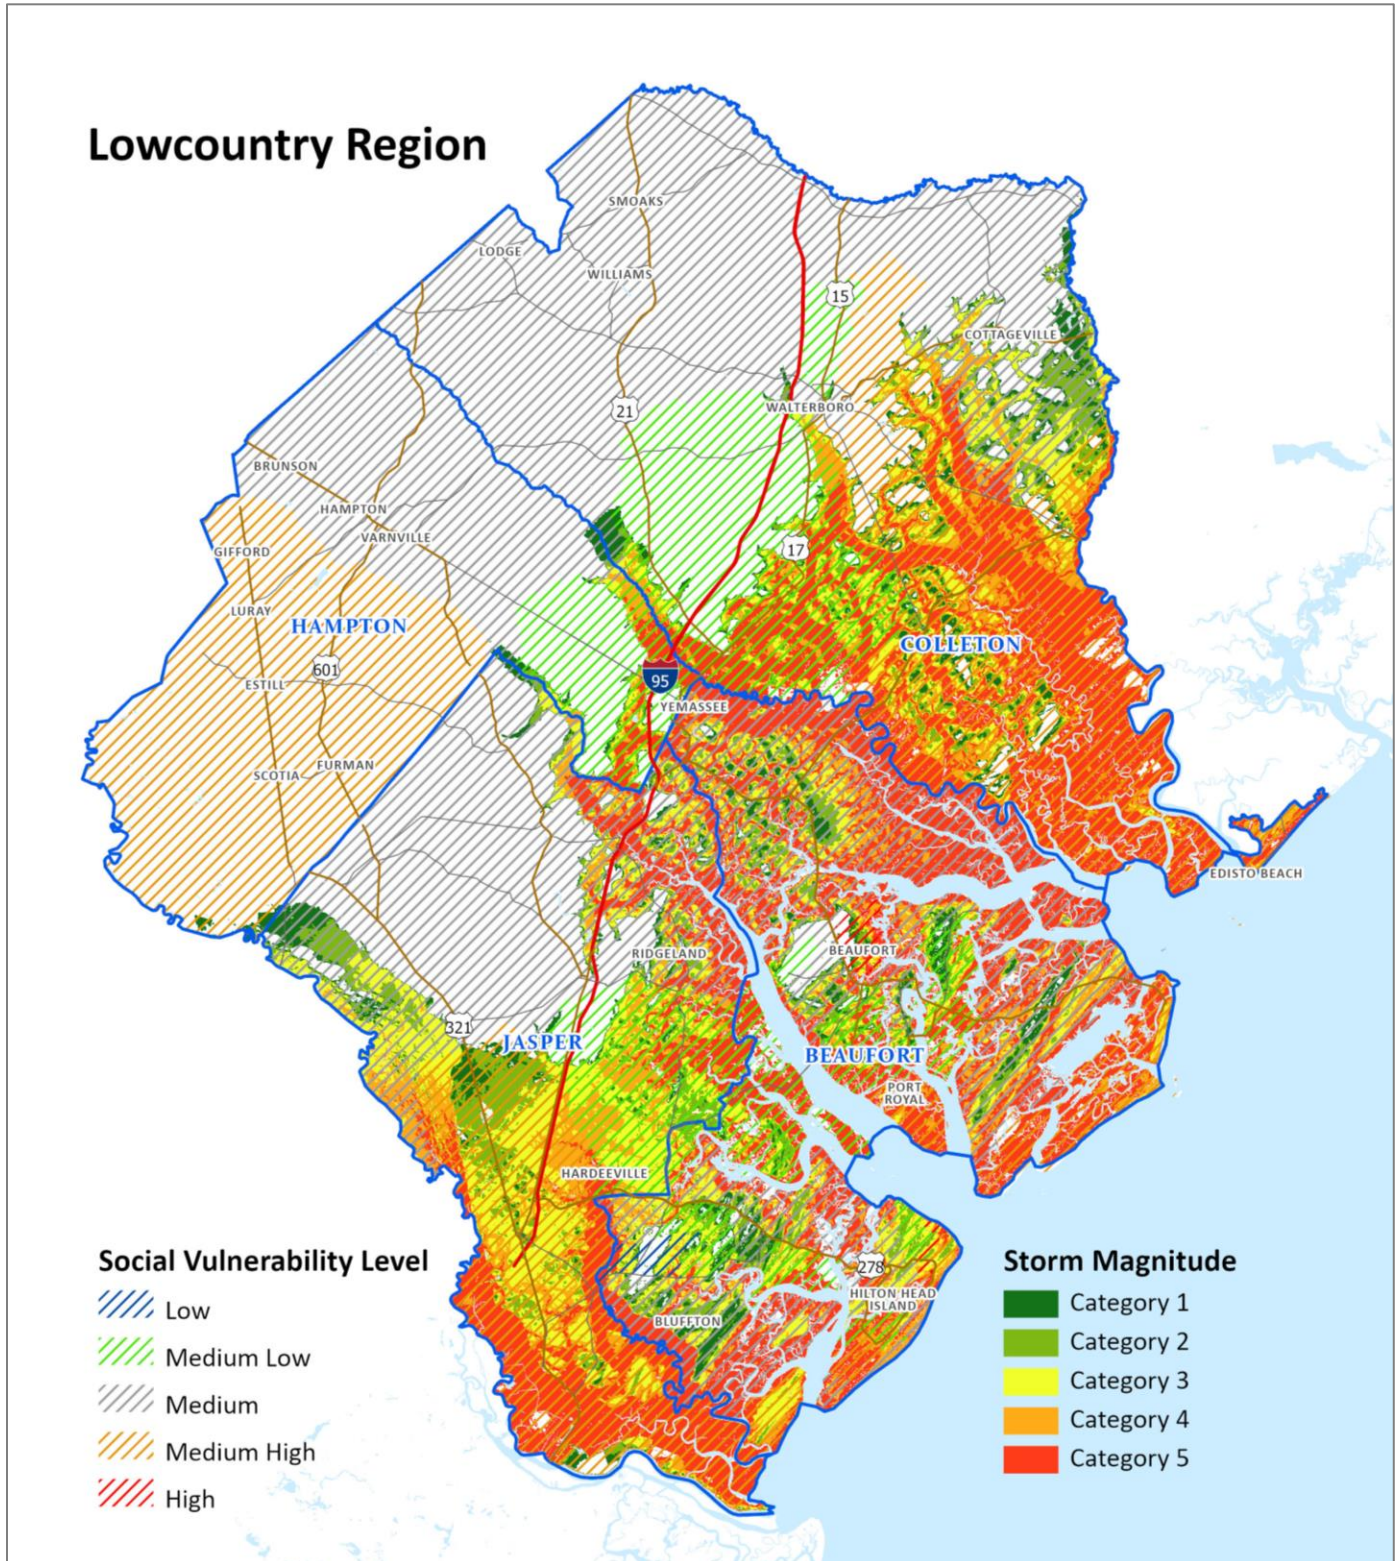 Lowcountry Region
SMOAKS
LODGE
WILLIAMS
15
COTTAGEVILLE
WALTERBORO
21
BRUNSON
HAMPTON
VARNVILLE
GIFFORD
17
LURAY
HAMPTON
COLLETON
601
ESTILL
95
YEMASSEE
FURMAN
SCOTIA
EDISTO BEACH
RIDGELAND
BEAUFORT
321
JASPER
BEAUFORT
PORT
ROYAL
HARDEEVILLE
278
HILTON HEAD
ISLAND
BLUFFTON
Social Vulnerability Level
Low
Medium Low
Medium
Medium High
High
Storm Magnitude
Category 1
Category 2
Category 3
Category 4
Category 5